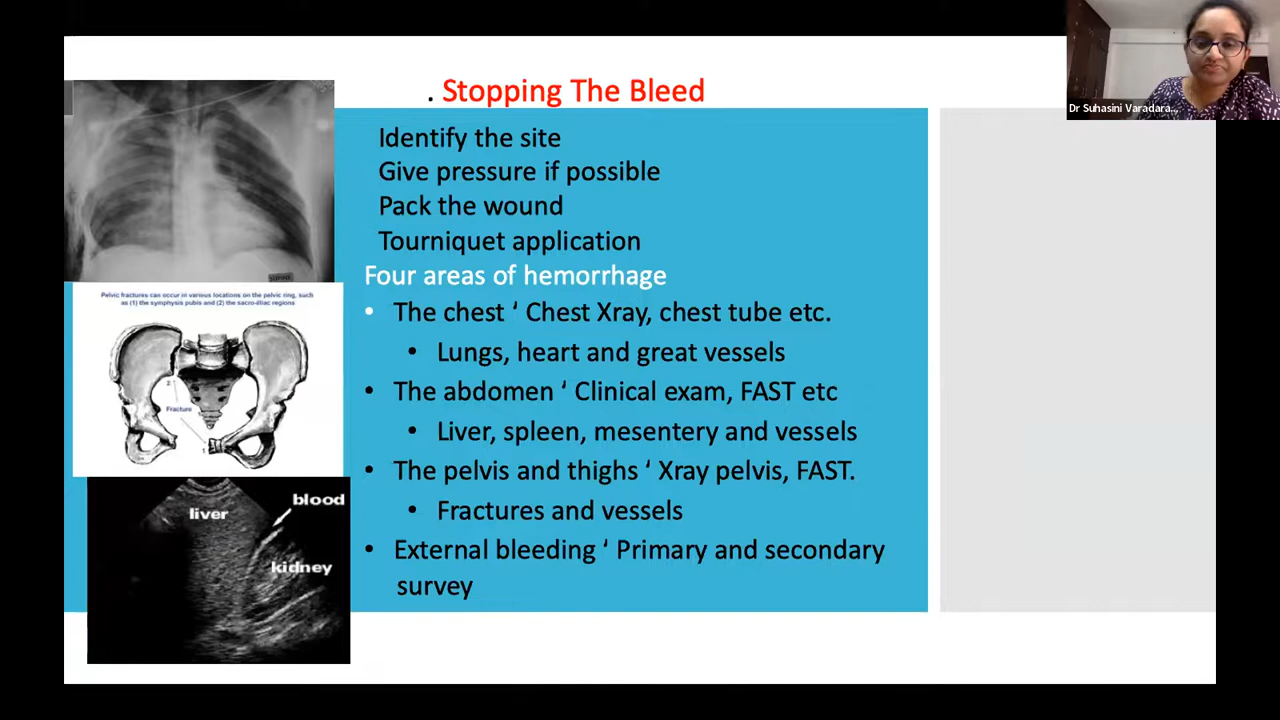 Dr Suhasini Varadara...
. Stopping The Bleed
Identify the site
Give pressure if possible
Pack the wound
Tourniquet application
Four areas of hemorrhage
• The chest ‘ Chest Xray, chest tube etc.
• Lungs, heart and great vessels
• The abdomen ‘ Clinical exam, FAST etc
• Liver, spleen, mesentery and vessels
• The pelvis and thighs ‘ Xray pelvis, FAST.
• Fractures and vessels
• External bleeding ‘ Primary and secondary
survey
Pelvic fractures can occur in various locations on the pelvic ring, such
as (1) the symphysis pubis and (2) the sacro-iliac regions
2
Fracture
1
blood
liver
kidney